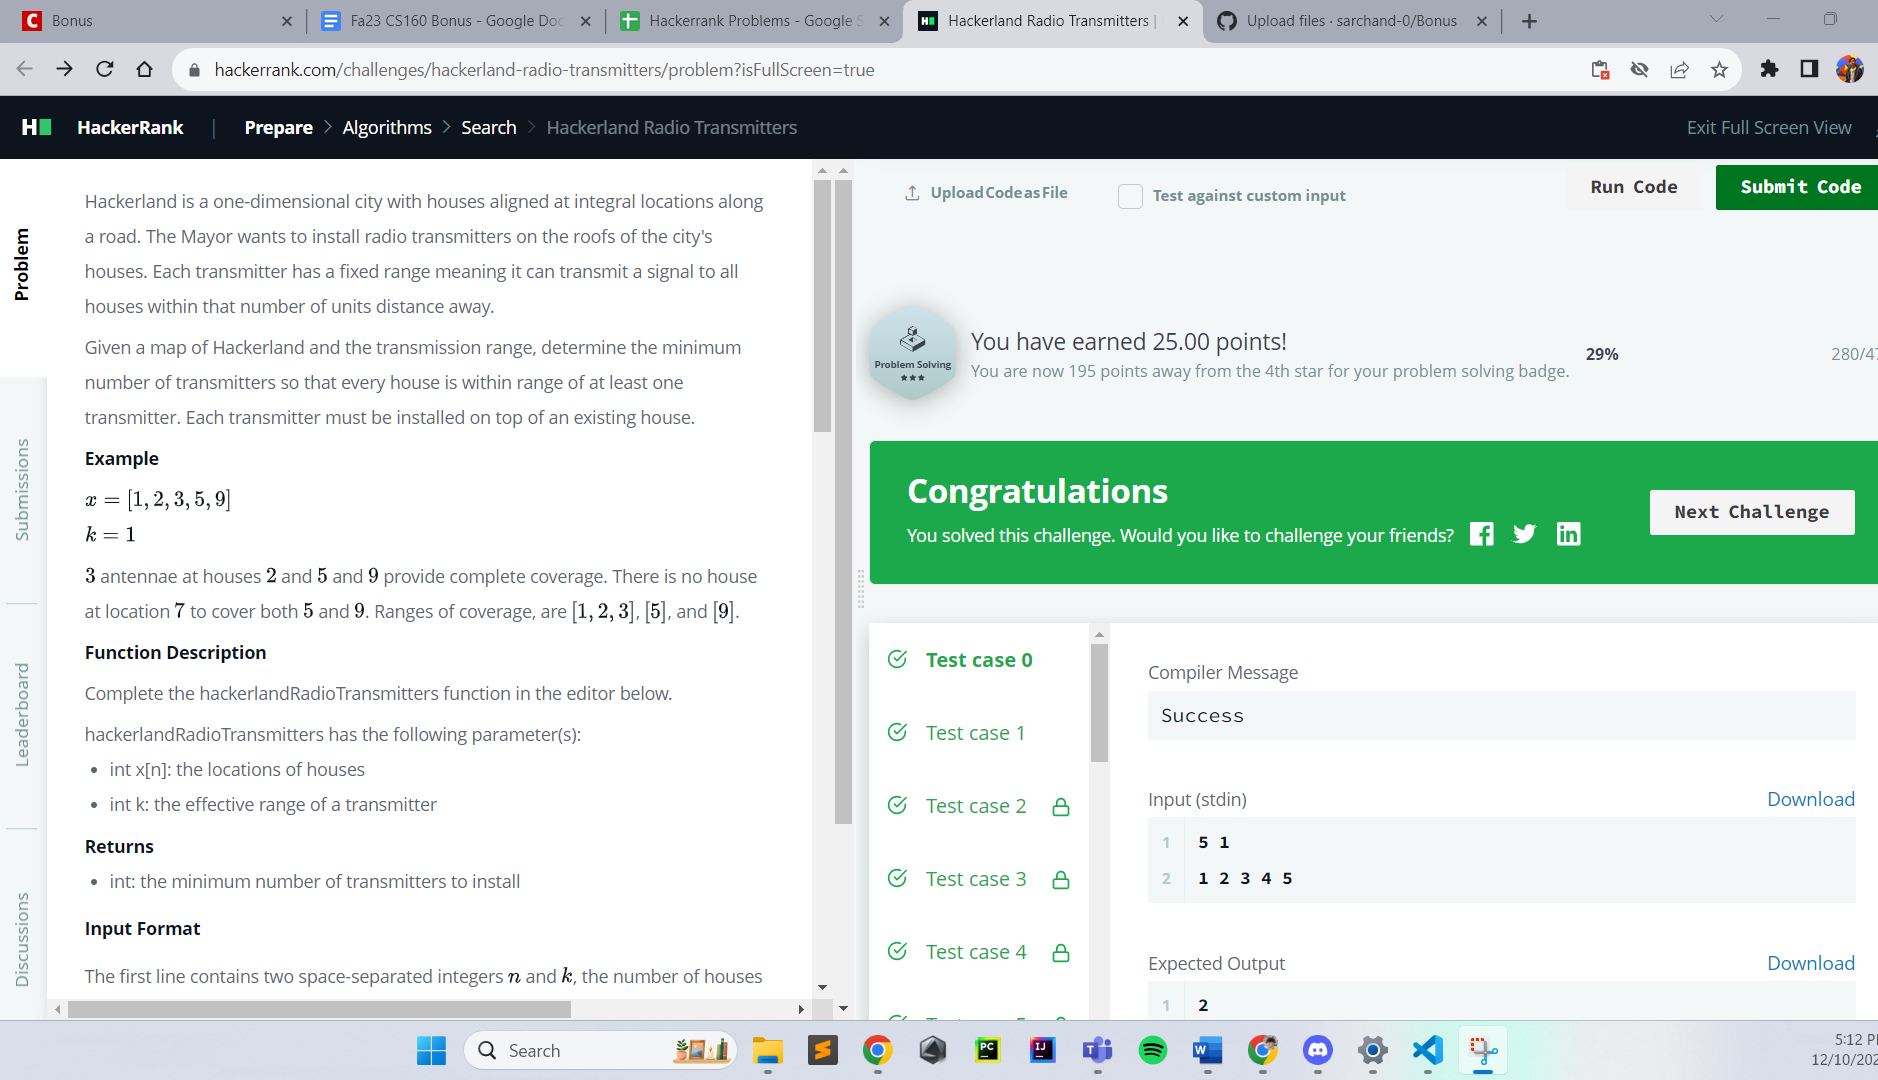 Bonus
Fa23 CS160 Bonus - Google Doc
Hackerrank Problems - Google S
Hackerland Radio Transmitters |
Upload files · sarchand-0/Bonus
hackerrank.com/challenges/hackerland-radio-transmitters/problem?isFullScreen=true
HackerRank | Prepare > Algorithms > Search > Hackerland Radio Transmitters
Exit Full Screen View
Problem
Submissions
Leaderboard
Discussions
Hackerland is a one-dimensional city with houses aligned at integral locations along
a road. The Mayor wants to install radio transmitters on the roofs of the city's
houses. Each transmitter has a fixed range meaning it can transmit a signal to all
houses within that number of units distance away.
Given a map of Hackerland and the transmission range, determine the minimum
number of transmitters so that every house is within range of at least one
transmitter. Each transmitter must be installed on top of an existing house.
Example
x = [1, 2, 3, 5, 9]
k = 1
3 antennae at houses 2 and 5 and 9 provide complete coverage. There is no house
at location 7 to cover both 5 and 9. Ranges of coverage, are [1, 2, 3], [5], and [9].
Function Description
Complete the hackerlandRadioTransmitters function in the editor below.
hackerlandRadioTransmitters has the following parameter(s):
• int x[n]: the locations of houses
• int k: the effective range of a transmitter
Returns
• int: the minimum number of transmitters to install
Input Format
The first line contains two space-separated integers n and k, the number of houses
Upload Code as File
Test against custom input
Run Code
Submit Code
Problem Solving
You have earned 25.00 points!
You are now 195 points away from the 4th star for your problem solving badge.
29%
280/47
Congratulations
You solved this challenge. Would you like to challenge your friends?
Next Challenge
Test case 0
Test case 1
Test case 2
Test case 3
Test case 4
Compiler Message
Success
Input (stdin)
Download
1 5 1
2 1 2 3 4 5
Expected Output
Download
1 2
Search
5:12 P
12/10/202